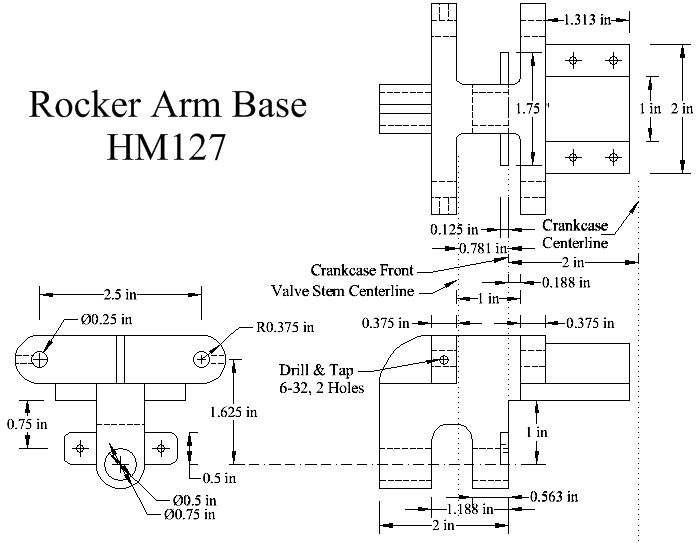 Rocker Arm Base
HM127
1.313 in
1.75 "
1 in
2 in
0.125 in
Crankcase
Centerline
0.781 in
Crankcase Front
2 in
Valve Stem Centerline
0.188 in
1 in
2.5 in
Ø0.25 in
R0.375 in
0.375 in
0.375 in
Drill & Tap
6-32, 2 Holes
1.625 in
0.75 in
1 in
0.5 in
Ø0.5 in
Ø0.75 in
0.563 in
1.188 in
2 in